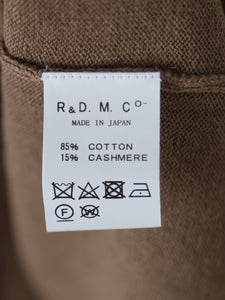 R&D. M. Co-
MADE IN JAPAN
85% COTTON
15% CASHMERE
F W